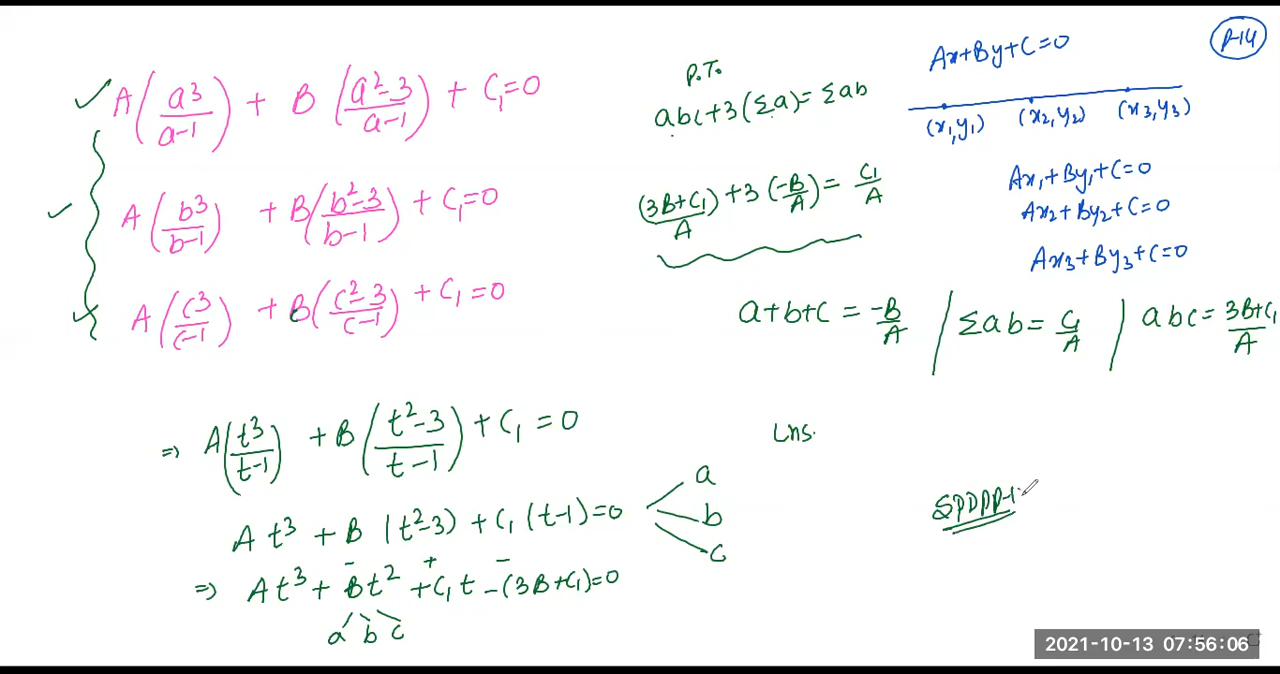 P-14
A(a³/a-1) + B(a²-3/a-1) + C₁=0
A(b³/b-1) + B(b²-3/b-1) + C₁=0
A(c³/c-1) + B(c²-3/c-1) + C₁=0
P.T.
abc+3(Σa)=Σab
(3B+C₁)/A+3(-B/A)=C₁/A
Ax+By+C=0
(x₁,y₁) (x₂,y₂) (x₃,y₃)
Ax₁+By₁+C=0
Ax₂+By₂+C=0
Ax₃+By₃+C=0
a+b+c = -B/A / Σab = C₁/A / abc = 3B+C₁/A
⇒ A(t³/t-1) + B(t²-3/t-1) + C₁ = 0
A t³ + B (t²-3) + C₁ (t-1)=0
a
b
c
- + -
⇒ At³ + Bt² + C₁t - (3B+C₁)=0
a b c
2021-10-13 07:56:06